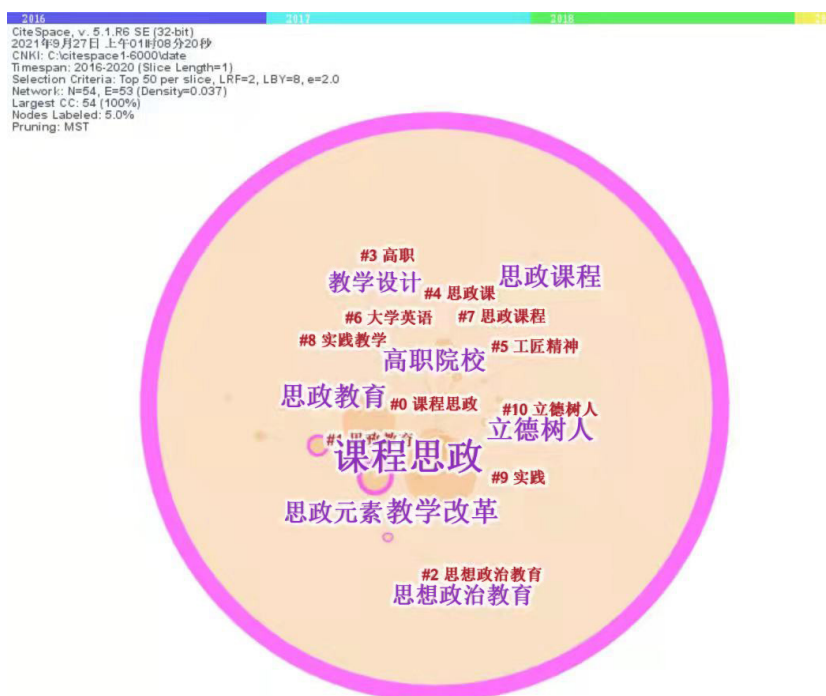 2016 2017 2018
CiteSpace, v. 5.1.R6 SE (32-bit)
2021年9月27日 上午01时08分20秒
CNKI: C:\citespace1-6000\date
Timespan: 2016-2020 (Slice Length=1)
Selection Criteria: Top 50 per slice, LRF=2, LBY=8, e=2.0
Network: N=54, E=53 (Density=0.037)
Largest CC: 54 (100%)
Nodes Labeled: 5.0%
Pruning: MST
#3 高职
教学设计
思政课程
#4 思政课
#6 大学英语
#7 思政课程
#8 实践教学
#5 工匠精神
高职院校
思政教育
#0 课程思政
#10 立德树人
立德树人
#1 思政教育
课程思政
#9 实践
思政元素
教学改革
#2 思想政治教育
思想政治教育